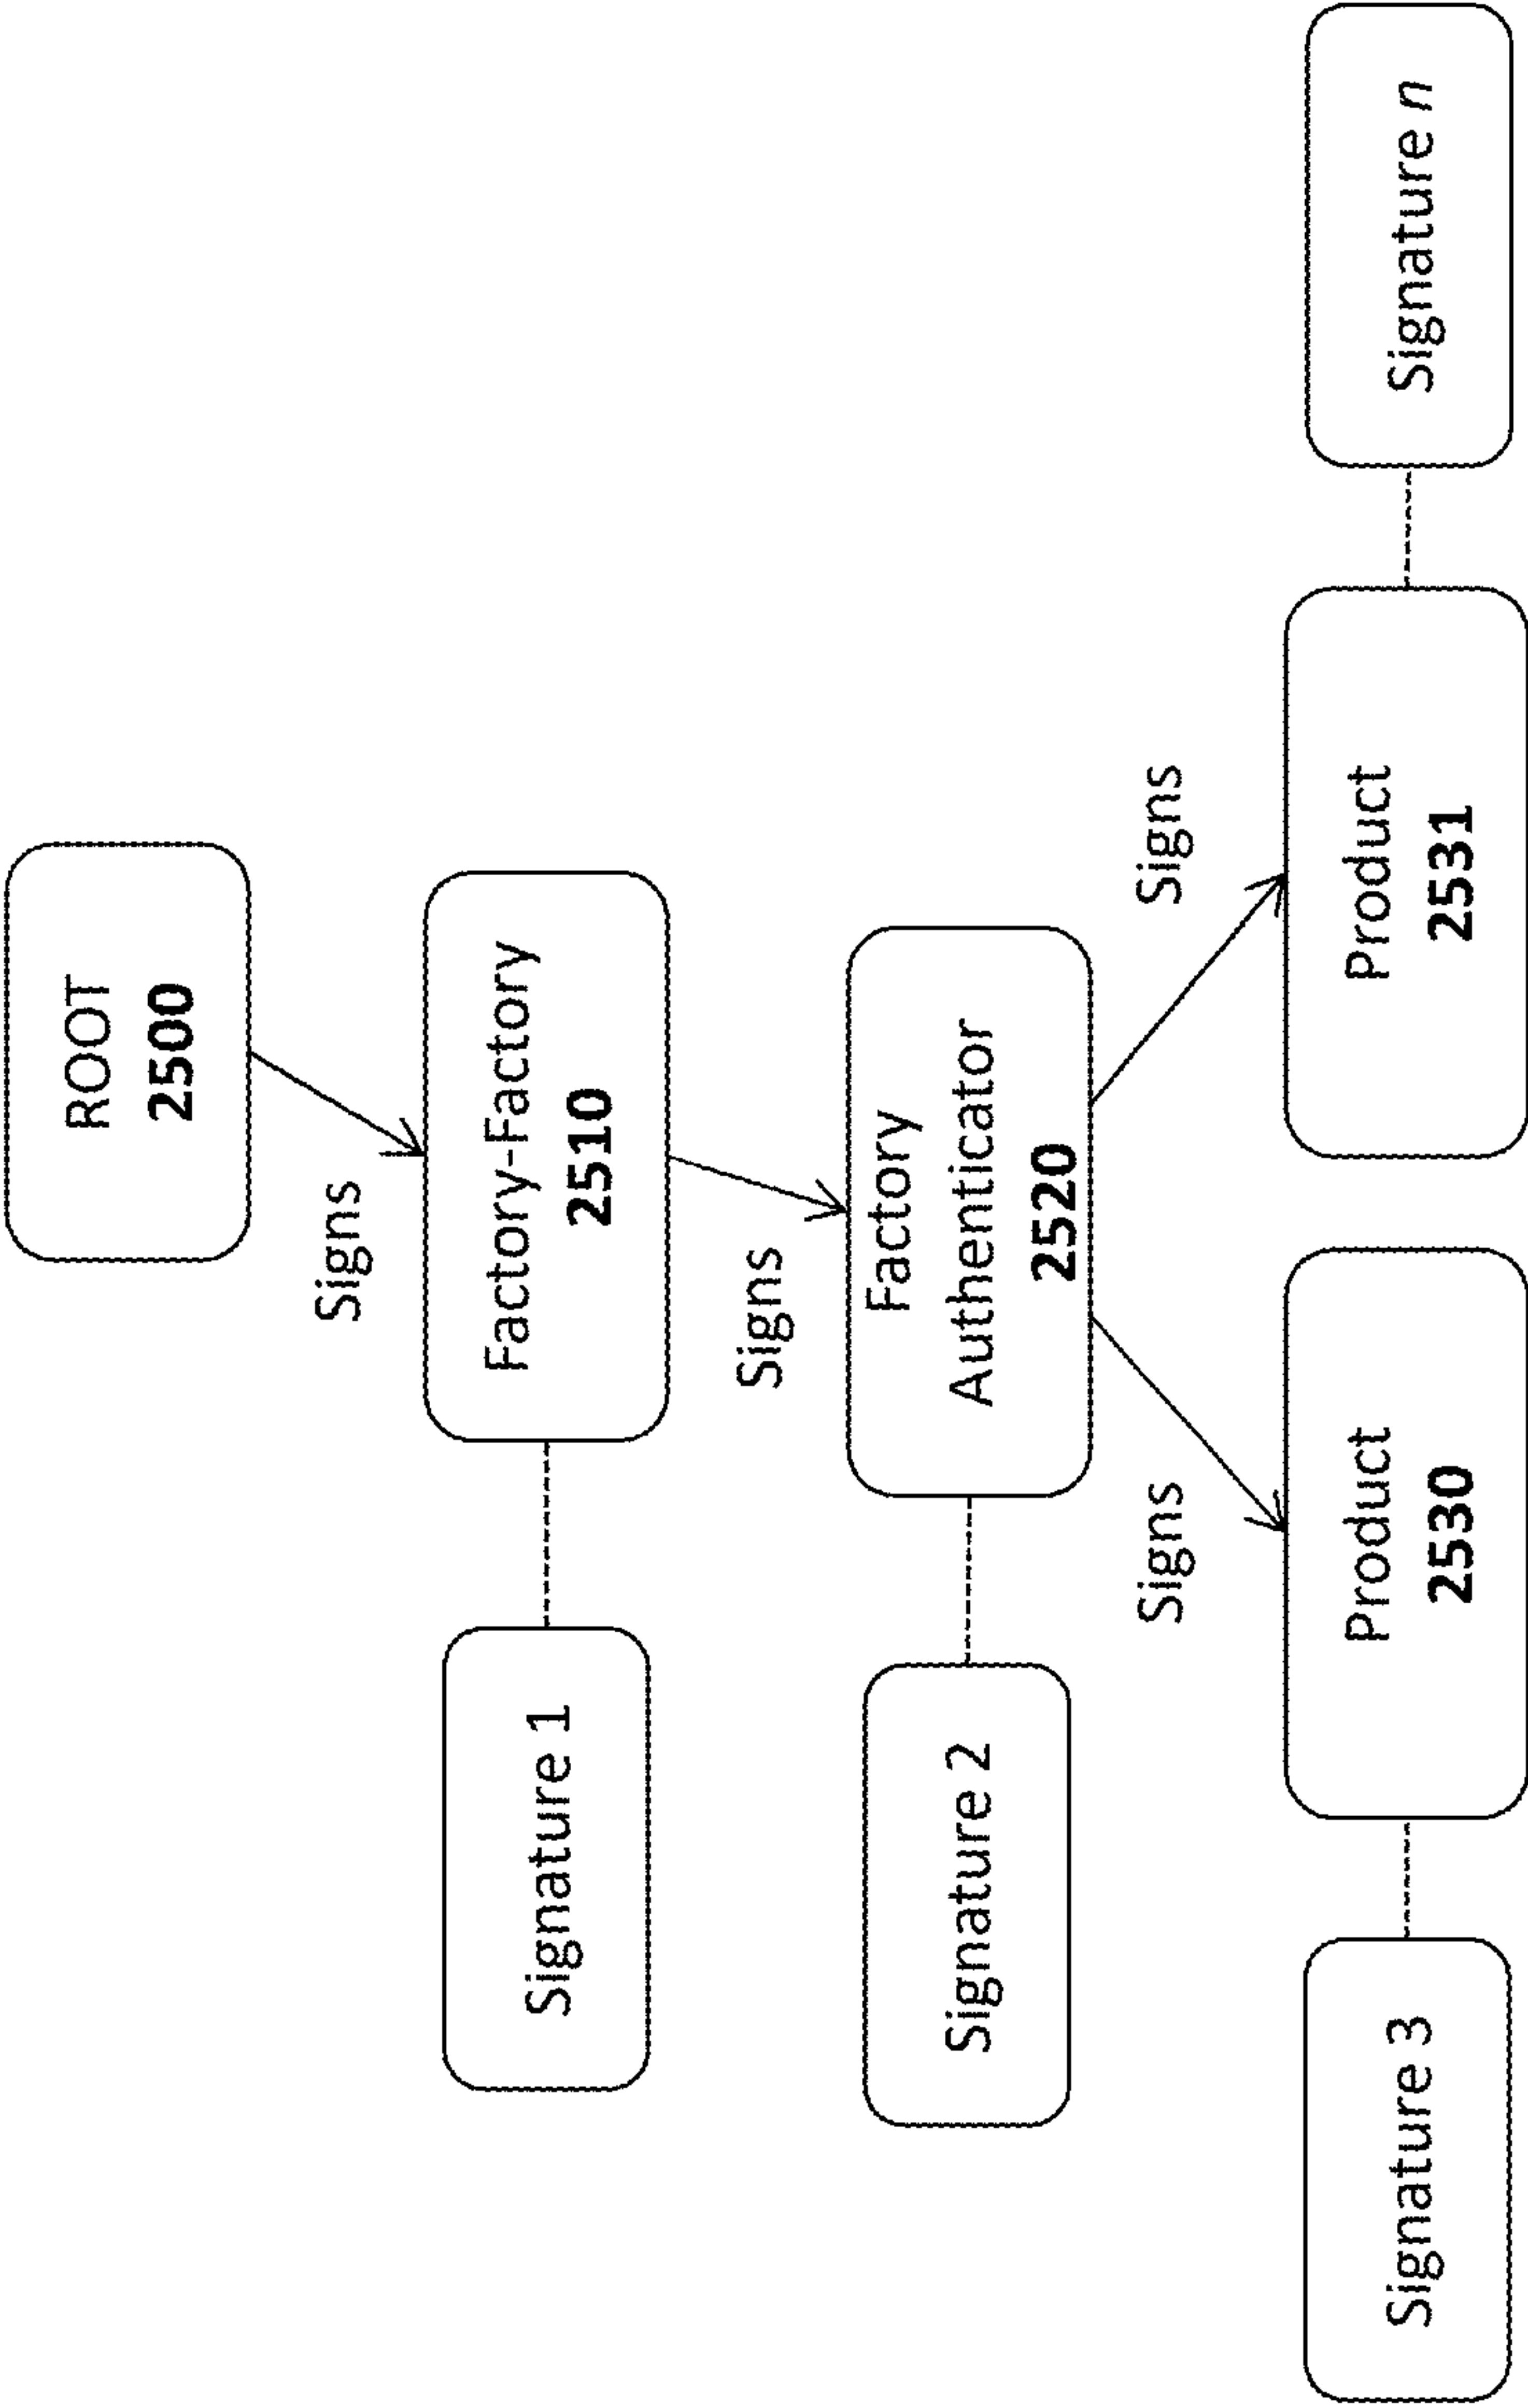 ROOT
2500
Signs
Signature 1
Factory-Factory
2510
Signs
Signature 2
Factory
Authenticator
2520
Signs
Signs
Signature 3
Product
2530
Product
2531
Signature n